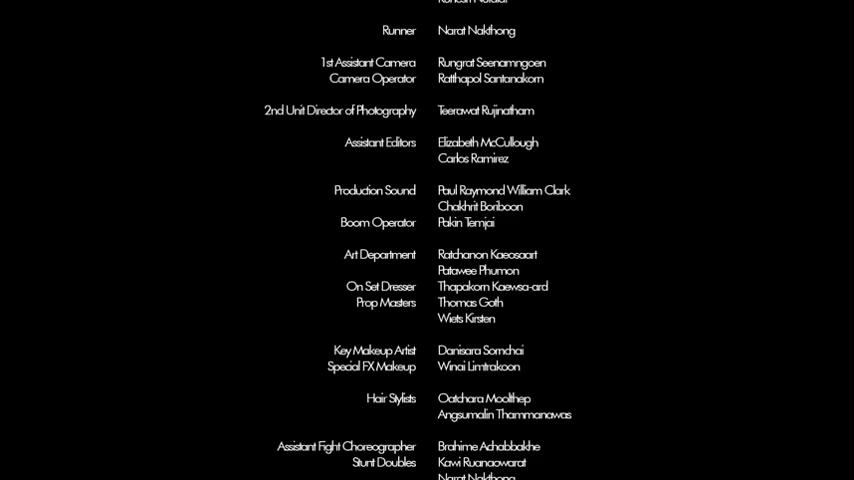 Runner Narat Nakthong
1st Assistant Camera Rungrat Seenamngoen
Camera Operator Ratthapol Santanakorn
2nd Unit Director of Photography Teerawat Rujinatham
Assistant Editors Elizabeth McCullough
Carlos Ramirez
Production Sound Paul Raymond William Clark
Chakhrit Boriboon
Boom Operator Pakin Temjai
Art Department Ratchanon Kaeosaart
Patawee Phumon
On Set Dresser Thapakorn Kaewsa-ard
Prop Masters Thomas Goth
Wiets Kirsten
Key Makeup Artist Danisara Sornchai
Special FX Makeup Winai Limtrakoon
Hair Stylists Oatchara Moolthep
Angsumalin Thammanawas
Assistant Fight Choreographer Brahime Achabbakhe
Stunt Doubles Kawi Ruanaowarat
Narat Nakthong